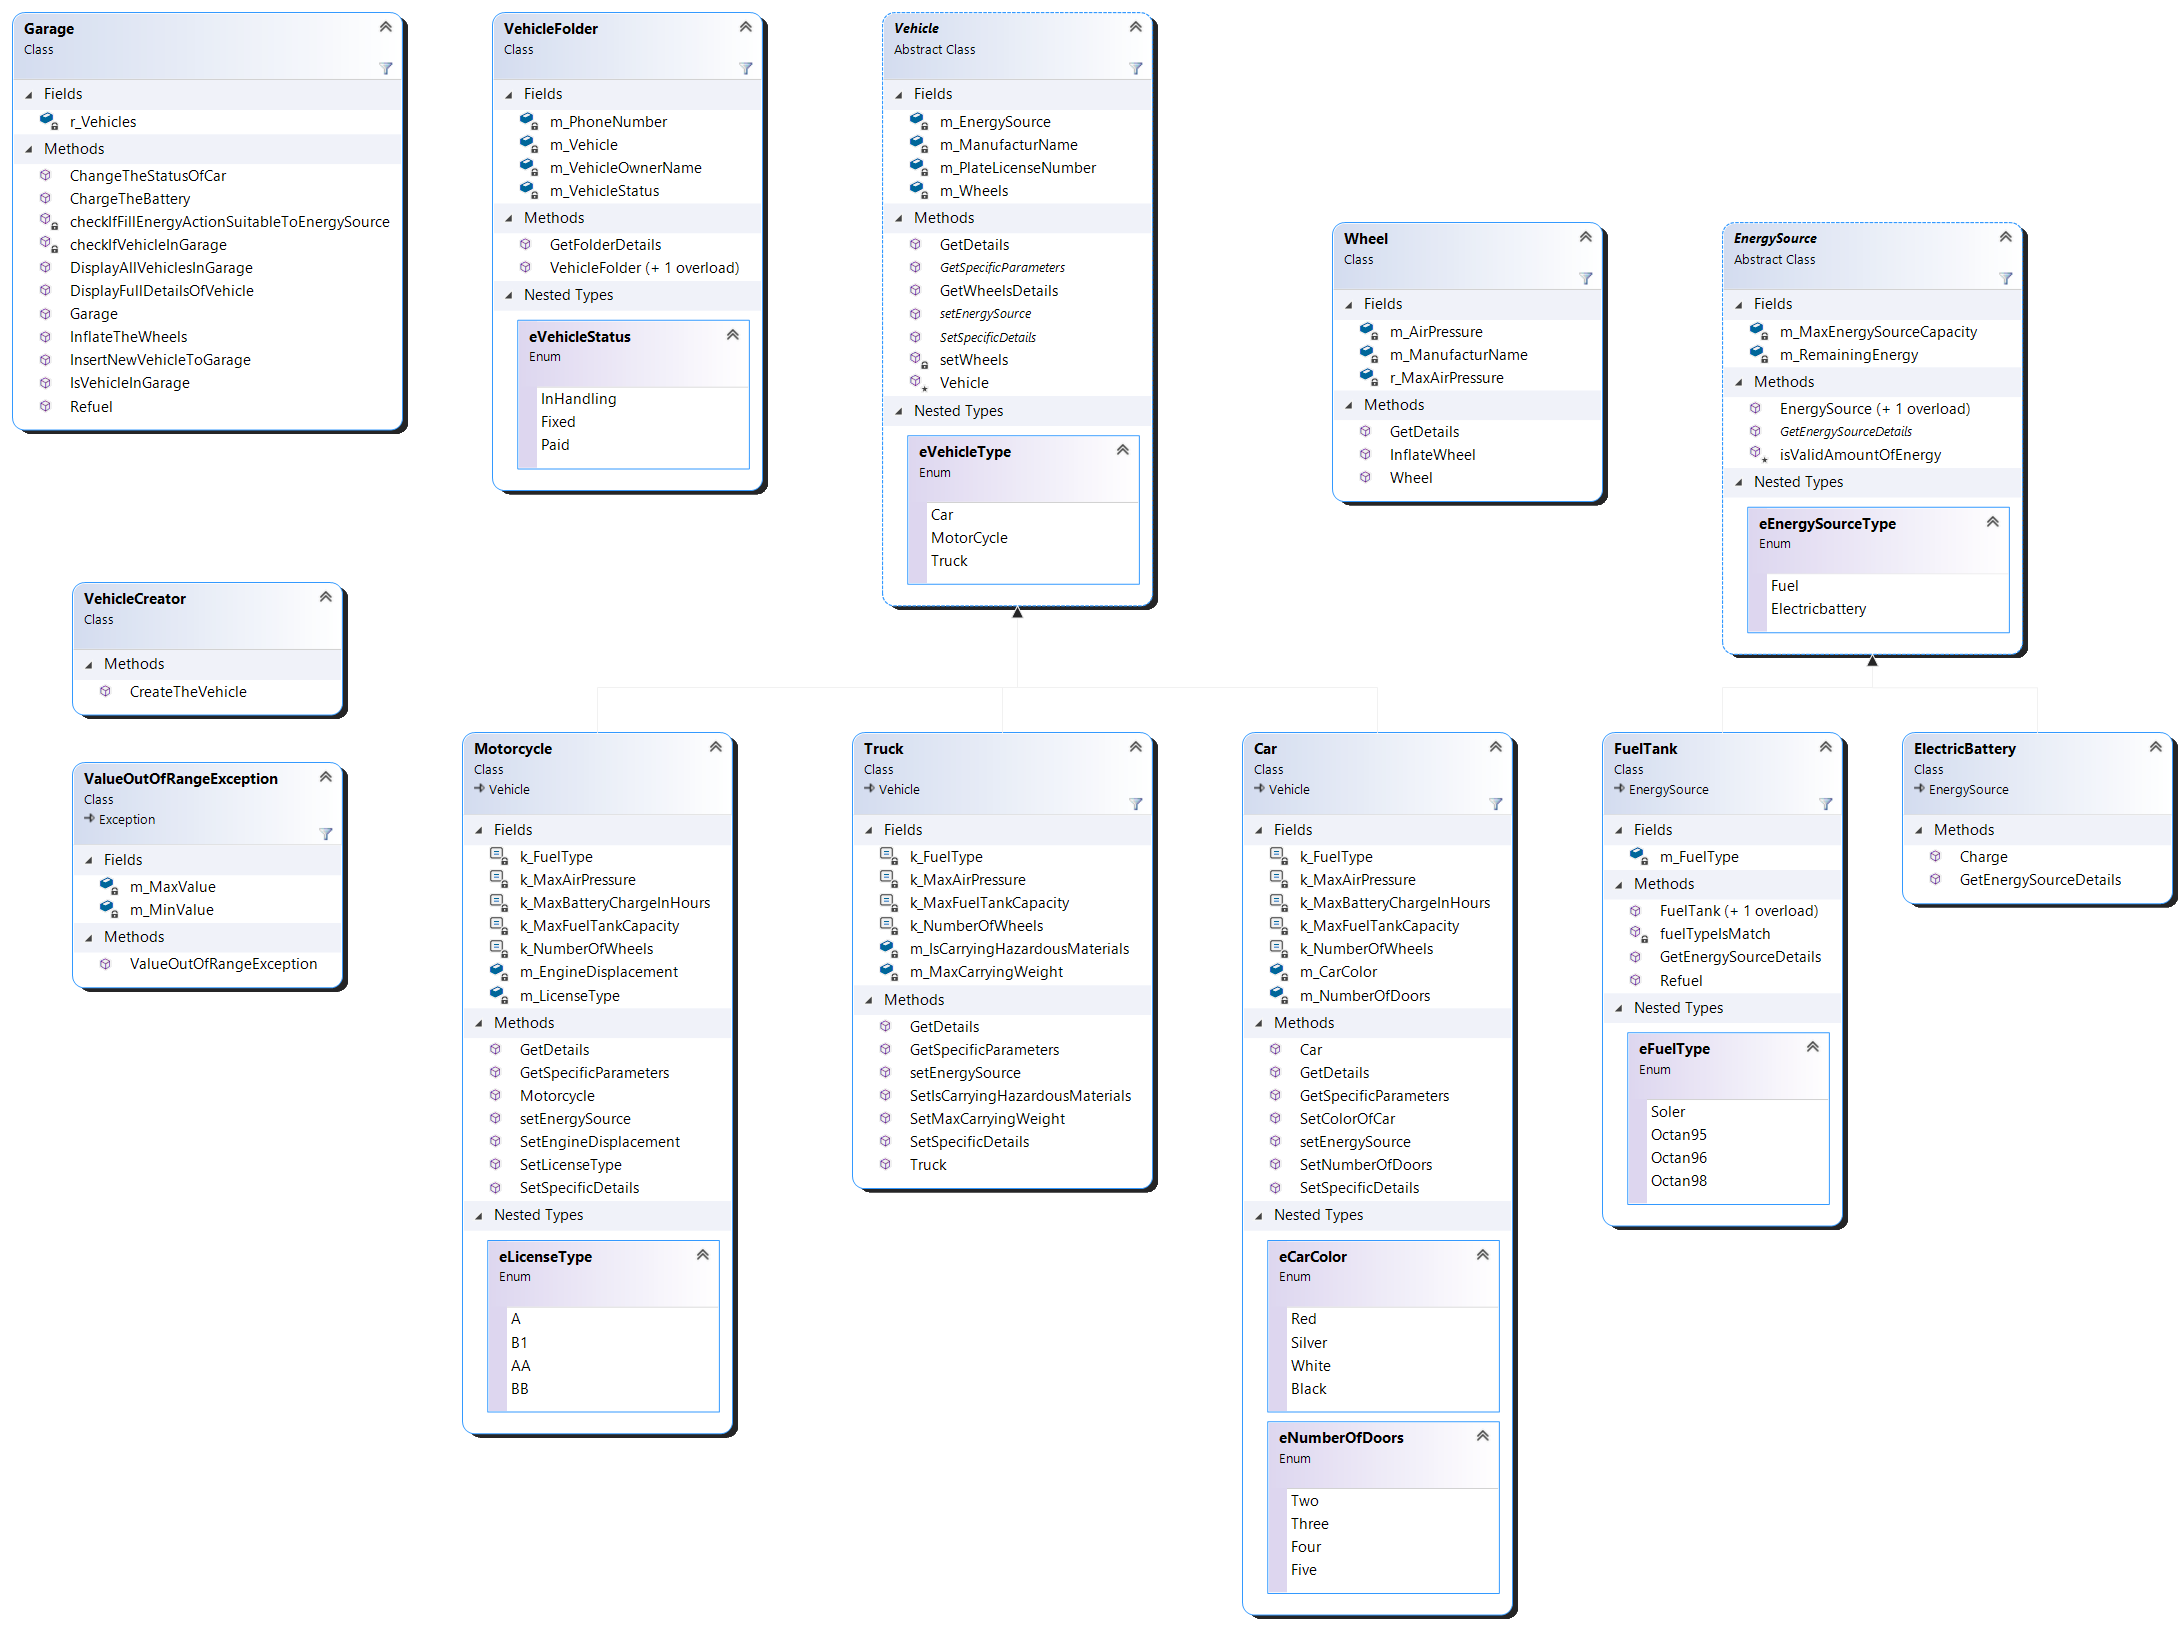 Garage
Class
Fields
r_Vehicles
Methods
ChangeTheStatusOfCar
ChargeTheBattery
checkIfFillEnergyActionSuitableToEnergySource
checkIfVehicleInGarage
DisplayAllVehiclesInGarage
DisplayFullDetailsOfVehicle
Garage
InflateTheWheels
InsertNewVehicleToGarage
IsVehicleInGarage
Refuel
VehicleFolder
Class
Fields
m_PhoneNumber
m_Vehicle
m_VehicleOwnerName
m_VehicleStatus
Methods
GetFolderDetails
VehicleFolder (+ 1 overload)
Nested Types
eVehicleStatus
Enum
InHandling
Fixed
Paid
Vehicle
Abstract Class
Fields
m_EnergySource
m_ManufacturName
m_PlateLicenseNumber
m_Wheels
Methods
GetDetails
GetSpecificParameters
GetWheelsDetails
setEnergySource
SetSpecificDetails
setWheels
Vehicle
Nested Types
eVehicleType
Enum
Car
MotorCycle
Truck
Wheel
Class
Fields
m_AirPressure
m_ManufacturName
r_MaxAirPressure
Methods
GetDetails
InflateWheel
Wheel
EnergySource
Abstract Class
Fields
m_MaxEnergySourceCapacity
m_RemainingEnergy
Methods
EnergySource (+ 1 overload)
GetEnergySourceDetails
isValidAmountOfEnergy
Nested Types
eEnergySourceType
Enum
Fuel
Electricbattery
VehicleCreator
Class
Methods
CreateTheVehicle
ValueOutOfRangeException
Class
Exception
Fields
m_MaxValue
m_MinValue
Methods
ValueOutOfRangeException
Motorcycle
Class
Vehicle
Fields
k_FuelType
k_MaxAirPressure
k_MaxBatteryChargeInHours
k_MaxFuelTankCapacity
k_NumberOfWheels
m_EngineDisplacement
m_LicenseType
Methods
GetDetails
GetSpecificParameters
Motorcycle
setEnergySource
SetEngineDisplacement
SetLicenseType
SetSpecificDetails
Nested Types
eLicenseType
Enum
A
B1
AA
BB
Truck
Class
Vehicle
Fields
k_FuelType
k_MaxAirPressure
k_MaxFuelTankCapacity
k_NumberOfWheels
m_IsCarryingHazardousMaterials
m_MaxCarryingWeight
Methods
GetDetails
GetSpecificParameters
setEnergySource
SetIsCarryingHazardousMaterials
SetMaxCarryingWeight
SetSpecificDetails
Truck
Car
Class
Vehicle
Fields
k_FuelType
k_MaxAirPressure
k_MaxBatteryChargeInHours
k_MaxFuelTankCapacity
k_NumberOfWheels
m_CarColor
m_NumberOfDoors
Methods
Car
GetDetails
GetSpecificParameters
SetColorOfCar
setEnergySource
SetNumberOfDoors
SetSpecificDetails
Nested Types
eCarColor
Enum
Red
Silver
White
Black
eNumberOfDoors
Enum
Two
Three
Four
Five
FuelTank
Class
EnergySource
Fields
m_FuelType
Methods
FuelTank (+ 1 overload)
fuelTypeIsMatch
GetEnergySourceDetails
Refuel
Nested Types
eFuelType
Enum
Soler
Octan95
Octan96
Octan98
ElectricBattery
Class
EnergySource
Methods
Charge
GetEnergySourceDetails